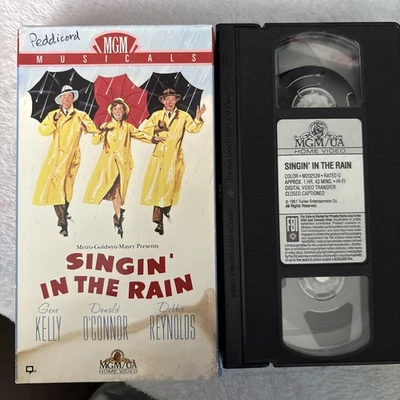 Peddicord
MGM
MUSICALS
Metro-Goldwyn-Mayer Presents
SINGIN'
IN THE RAIN
Gene Donald Debbie
KELLY O'CONNOR REYNOLDS
MGM/UA
HOME VIDEO
MGM/UA
HOME VIDEO
SINGIN' IN THE RAIN
COLOR • M202539 • RATED G
APPROX. 1 HR. 43 MINS. • HI-FI
DIGITAL VIDEO TRANSFER
CLOSED CAPTIONED
© 1951 Turner Entertainment Co.
All Rights Reserved.
FBI